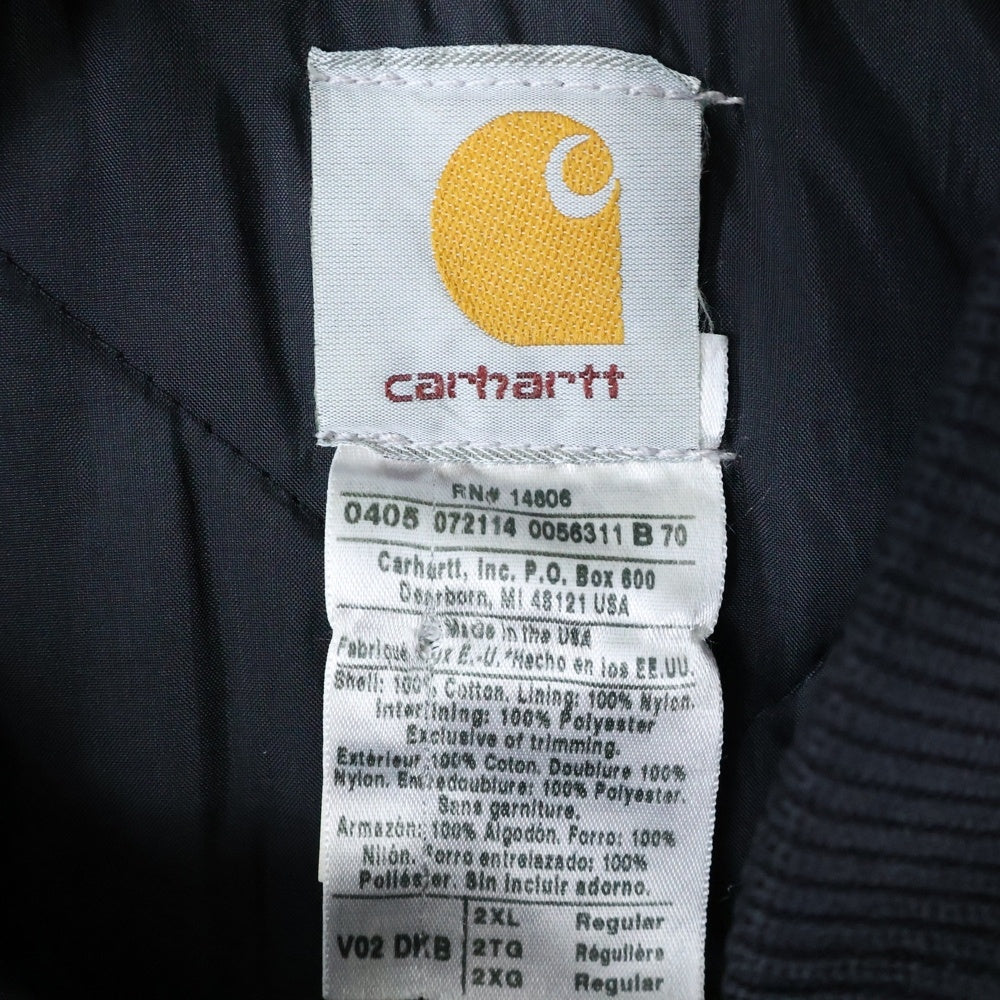 carhartt
RN# 14806
0405 072114 0056311 B 70
Carhartt, Inc. P.O. Box 600
Dearborn, MI 48121 USA
Made in the USA
Fabriqué aux E.-U. *Hecho en los EE.UU.
Shell: 100% Cotton. Lining: 100% Nylon.
Interlining: 100% Polyester
Exclusive of trimming.
Extérieur 100% Coton. Doublure 100%
Nylon. Entredoublure: 100% Polyester.
Sans garniture.
Armazón: 100% Algodón. Forro: 100%
Nilón. Forro entrelazado: 100%
Poliéster. Sin incluir adorno.
V02 DKB
2XL Regular
2TG Régulière
2XG Regular